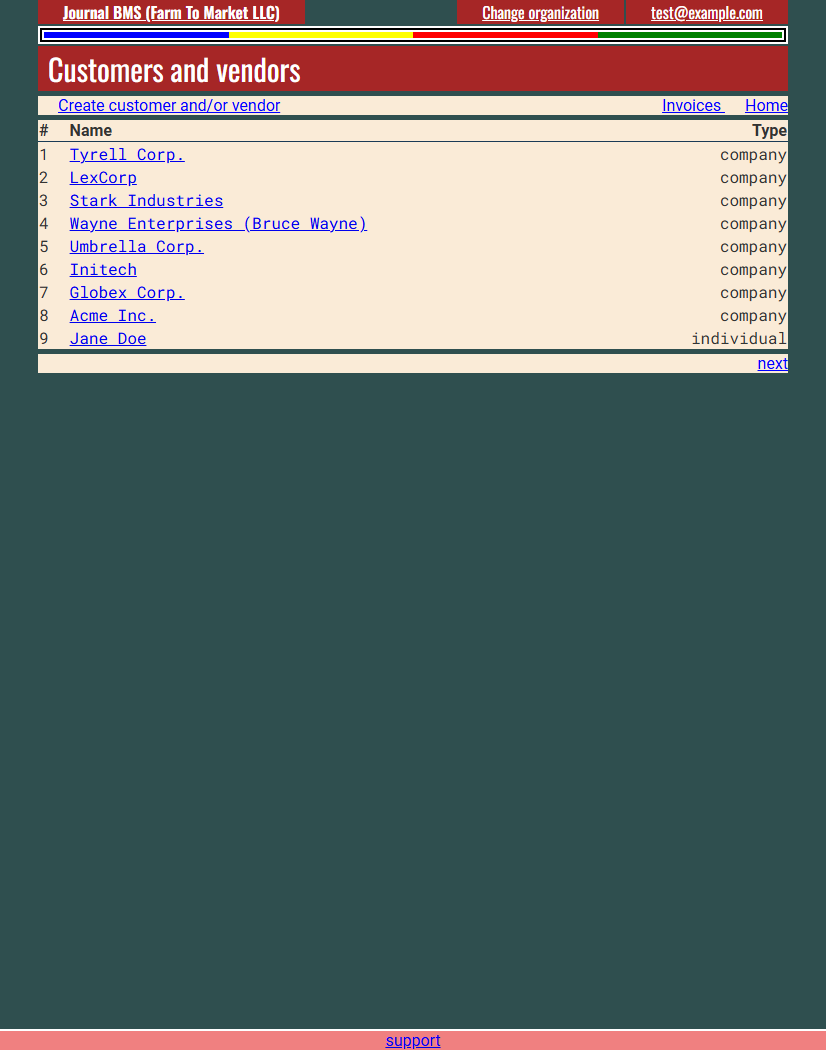 Journal BMS (Farm To Market LLC) Change organization test@example.com
Customers and vendors
Create customer and/or vendor Invoices Home
# Name Type
1 Tyrell Corp. company
2 LexCorp company
3 Stark Industries company
4 Wayne Enterprises (Bruce Wayne) company
5 Umbrella Corp. company
6 Initech company
7 Globex Corp. company
8 Acme Inc. company
9 Jane Doe individual
next
support